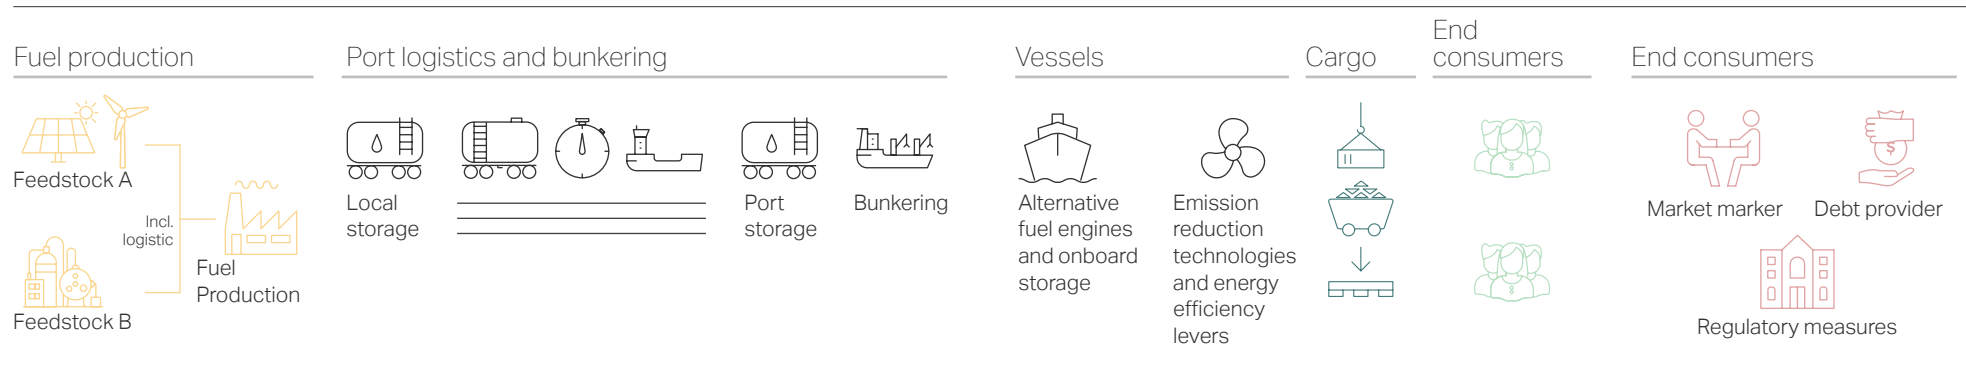 Fuel production
Feedstock A
Incl.
logistic
Fuel
Production
Feedstock B
Port logistics and bunkering
Local
storage
Port
storage
Bunkering
Vessels
Alternative
fuel engines
and onboard
storage
Emission
reduction
technologies
and energy
efficiency
levers
Cargo
End
consumers
End consumers
Market marker
$
Debt provider
Regulatory measures